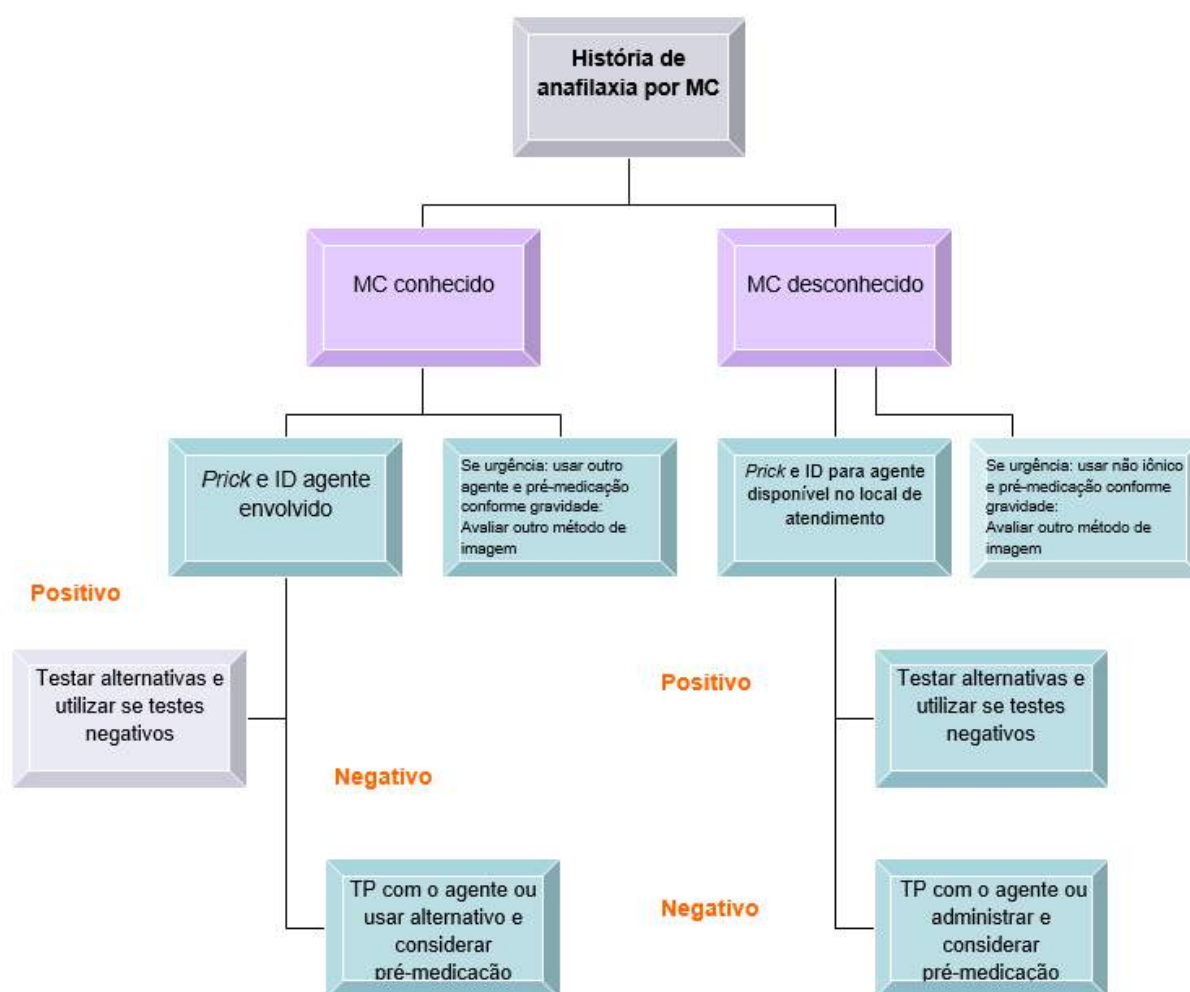 História de
anafilaxia por MC
MC conhecido
MC desconhecido
Prick e ID agente
envolvido
Se urgência: usar outro
agente e pré-medicação
conforme gravidade:
Avaliar outro método de
imagem
Prick e ID para agente
disponível no local de
atendimento
Se urgência: usar não iônico
e pré-medicação conforme
gravidade:
Avaliar outro método de
imagem
Positivo
Testar alternativas e
utilizar se testes
negativos
Negativo
TP com o agente ou
usar alternativo e
considerar
pré-medicação
Positivo
Testar alternativas e
utilizar se testes
negativos
Negativo
TP com o agente ou
administrar e
considerar
pré-medicação